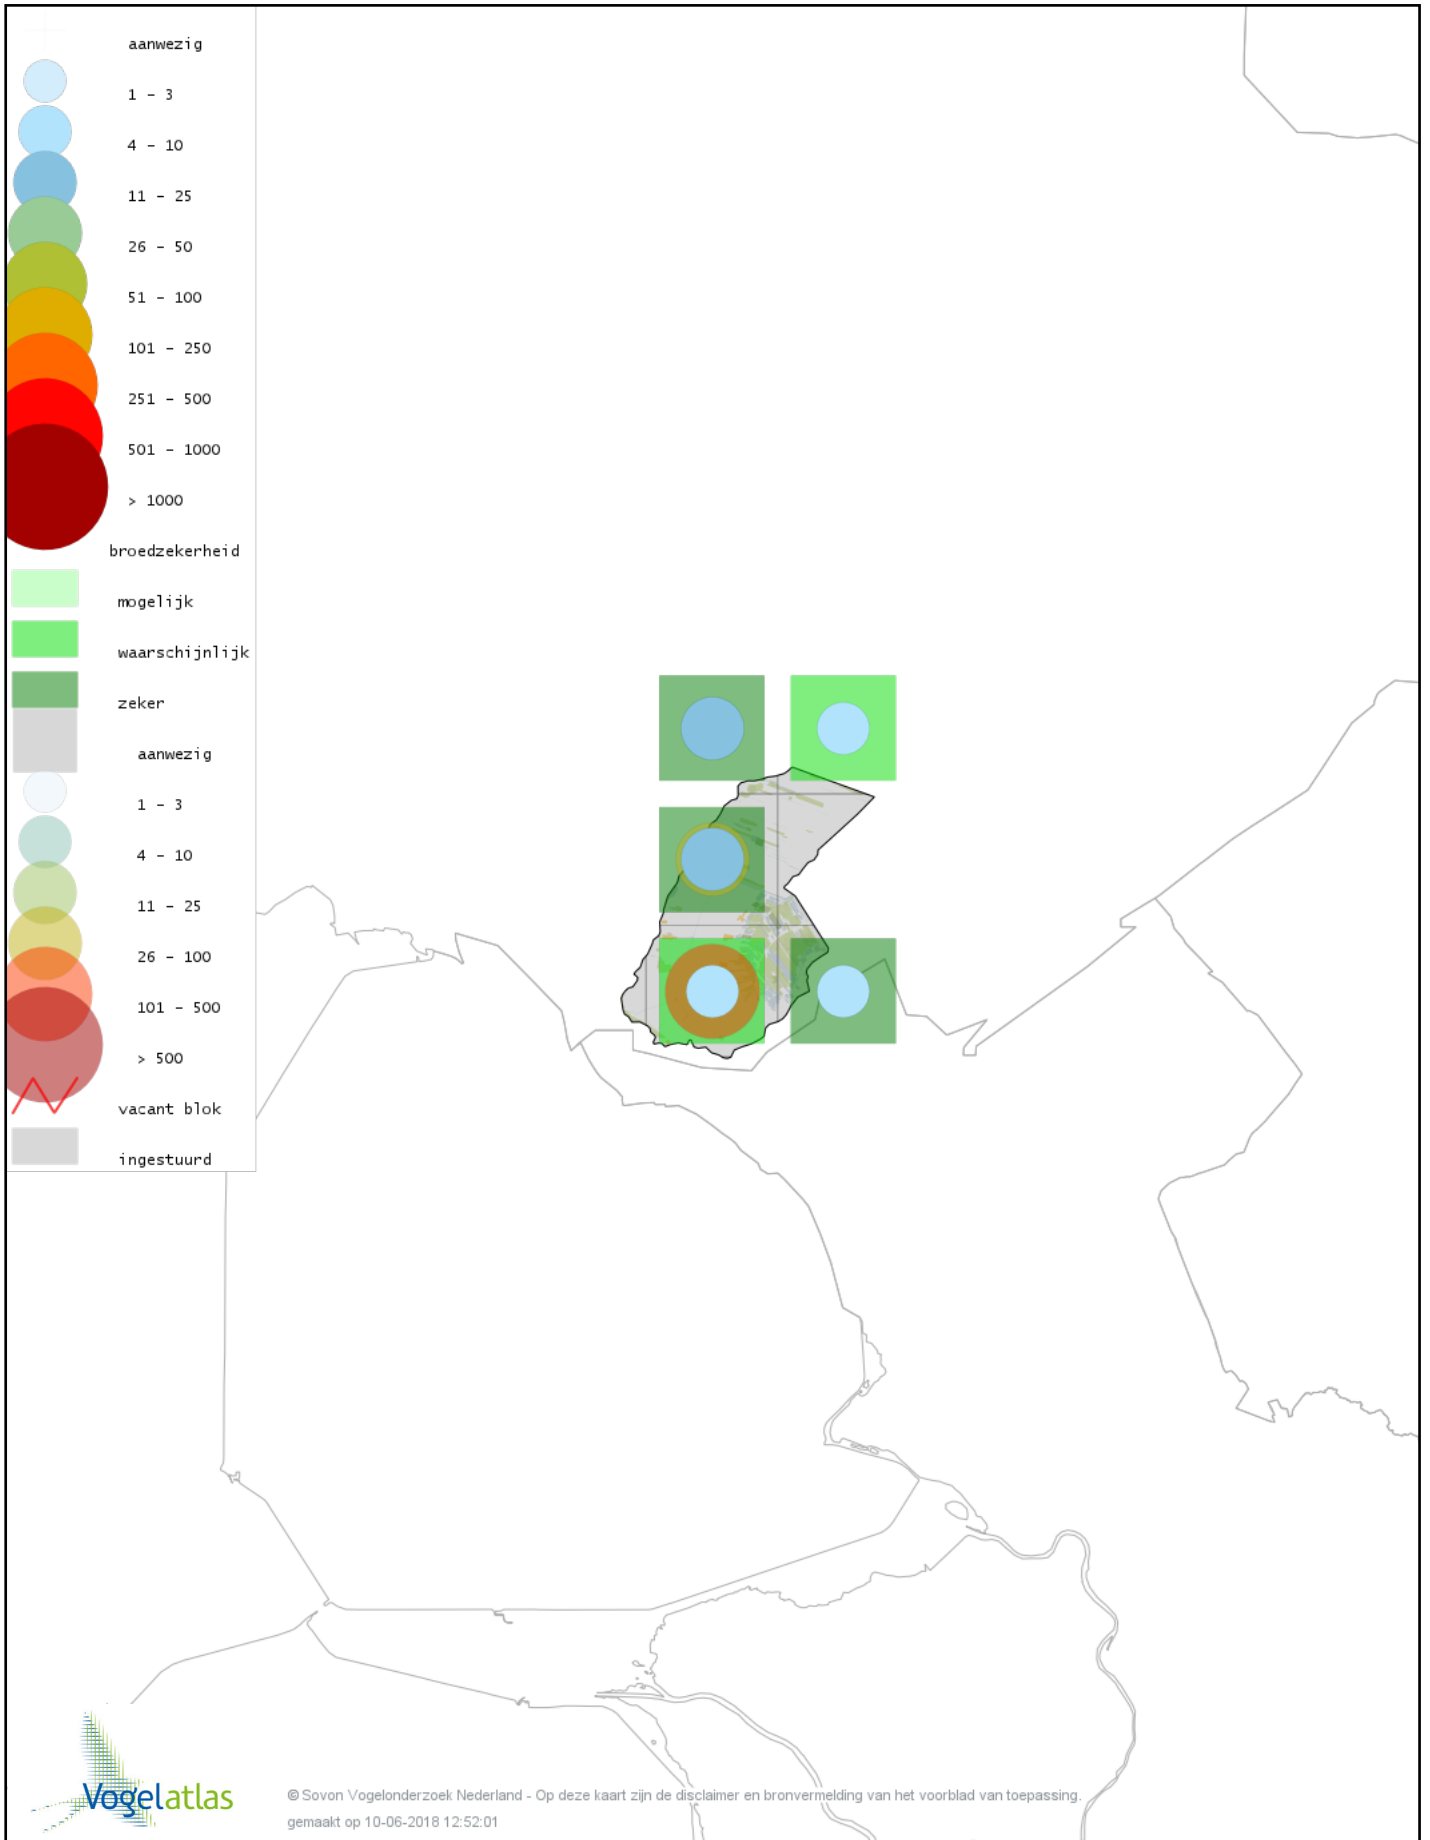 aanwezig
1 - 3
4 - 10
11 - 25
26 - 50
51 - 100
101 - 250
251 - 500
501 - 1000
> 1000
broedzekerheid
mogelijk
waarschijnlijk
zeker
aanwezig
1 - 3
4 - 10
11 - 25
26 - 100
101 - 500
> 500
vacant blok
ingestuurd
Vogelatlas
© Sovon Vogelonderzoek Nederland - Op deze kaart zijn de disclaimer en bronvermelding van het voorblad van toepassing.
gemaakt op 10-06-2018 12:52:01